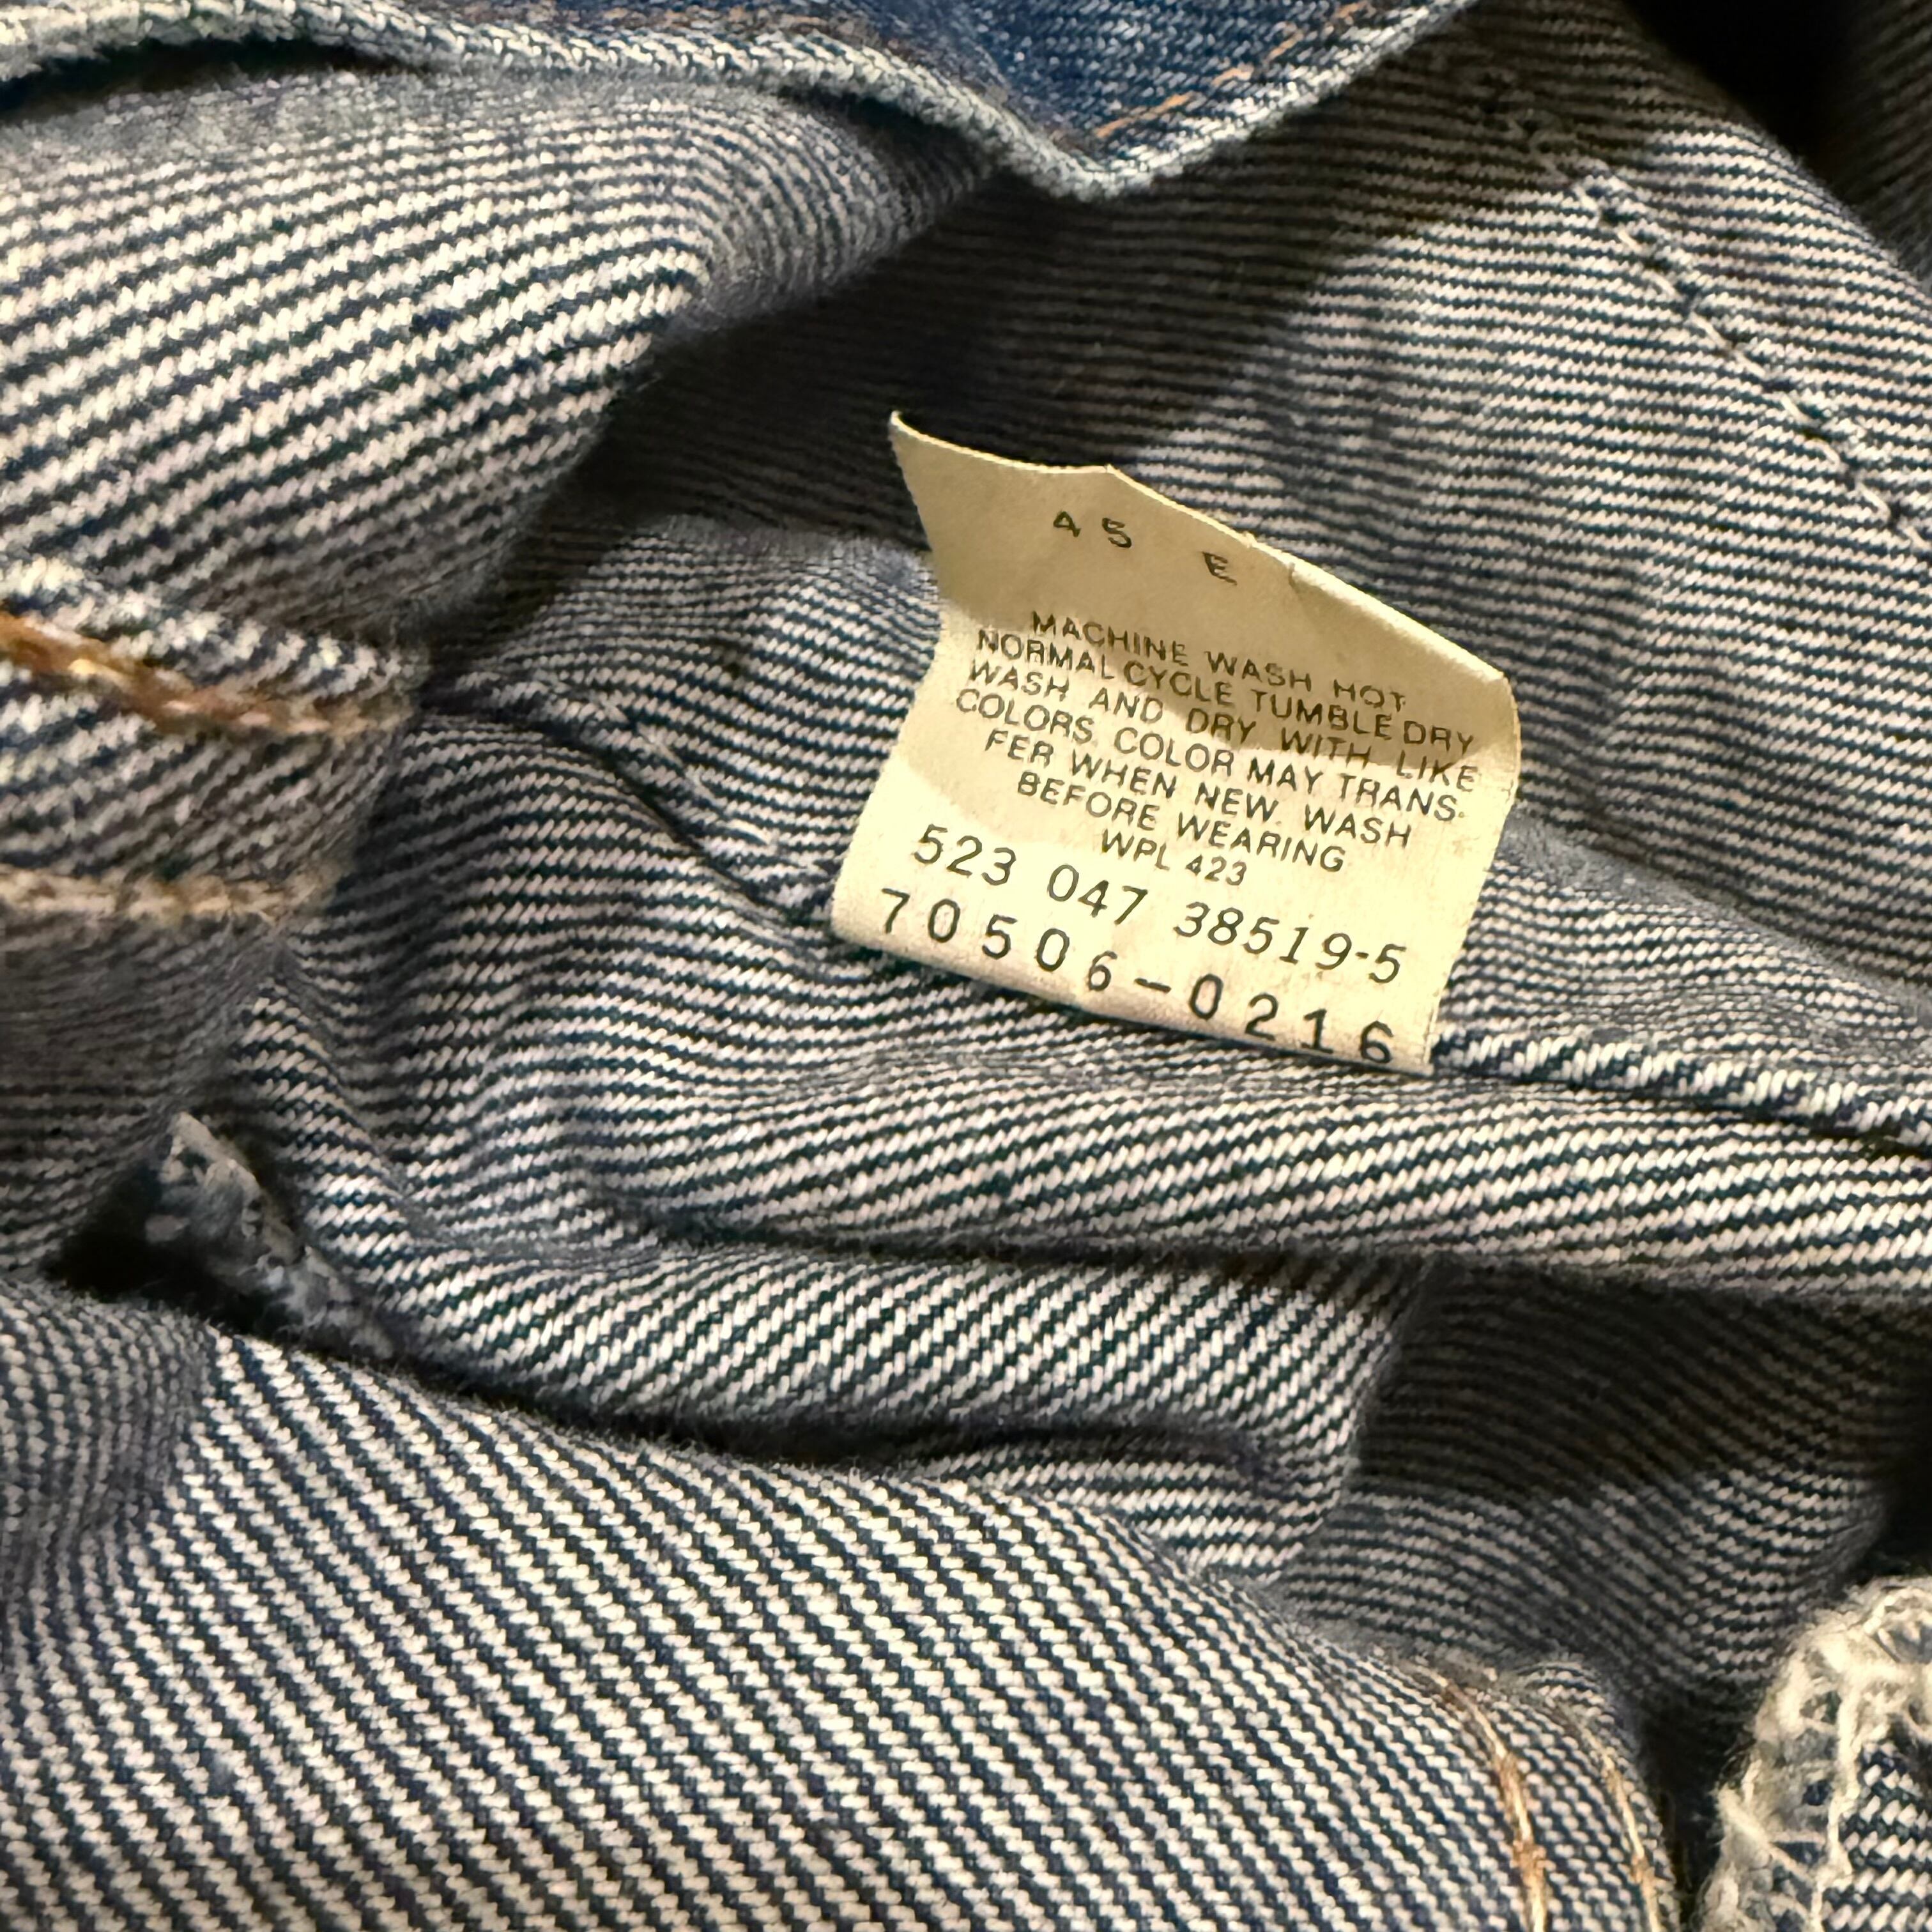 45 E
MACHINE WASH HOT
NORMAL CYCLE TUMBLE DRY
WASH AND DRY WITH LIKE
COLORS. COLOR MAY TRANS-
FER WHEN NEW. WASH
BEFORE WEARING
WPL 423
523 047 38519-5
70506-0216